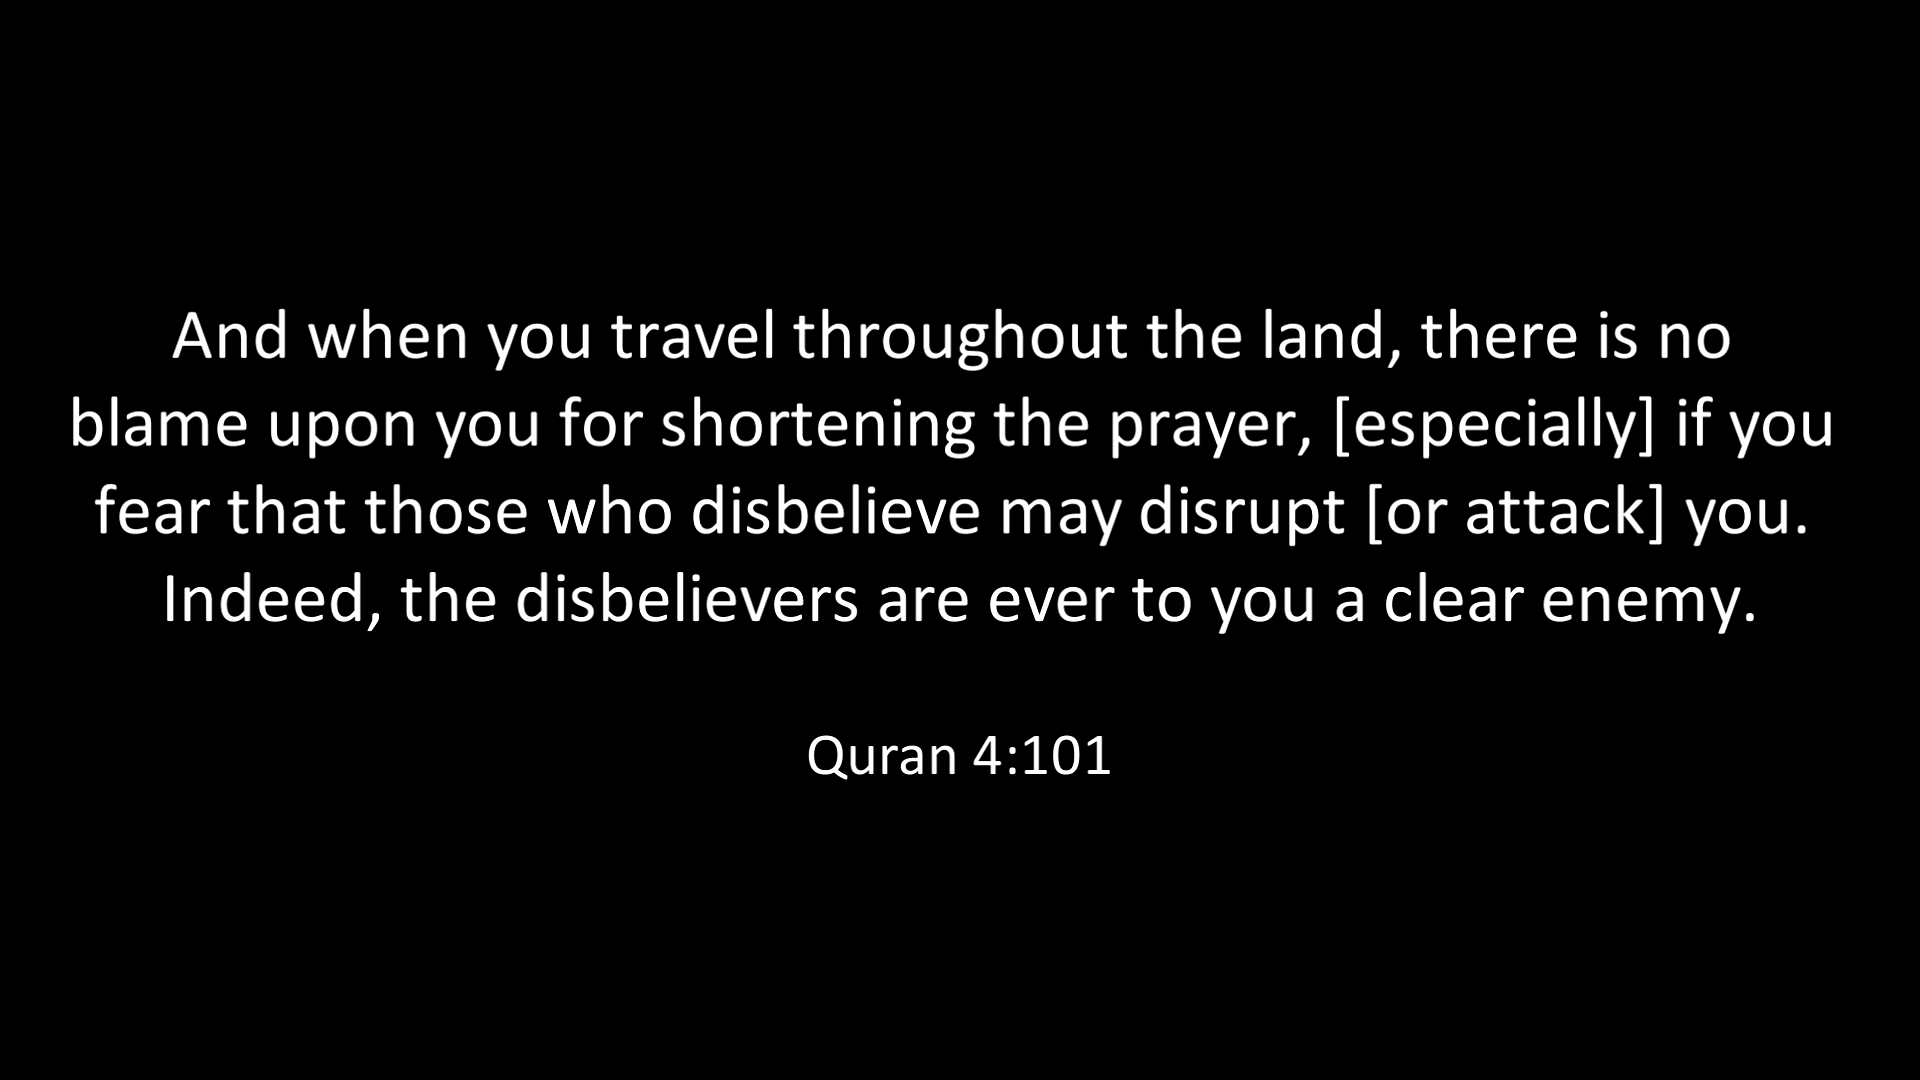 And when you travel throughout the land, there is no
blame upon you for shortening the prayer, [especially] if you
fear that those who disbelieve may disrupt [or attack] you.
Indeed, the disbelievers are ever to you a clear enemy.
Quran 4:101